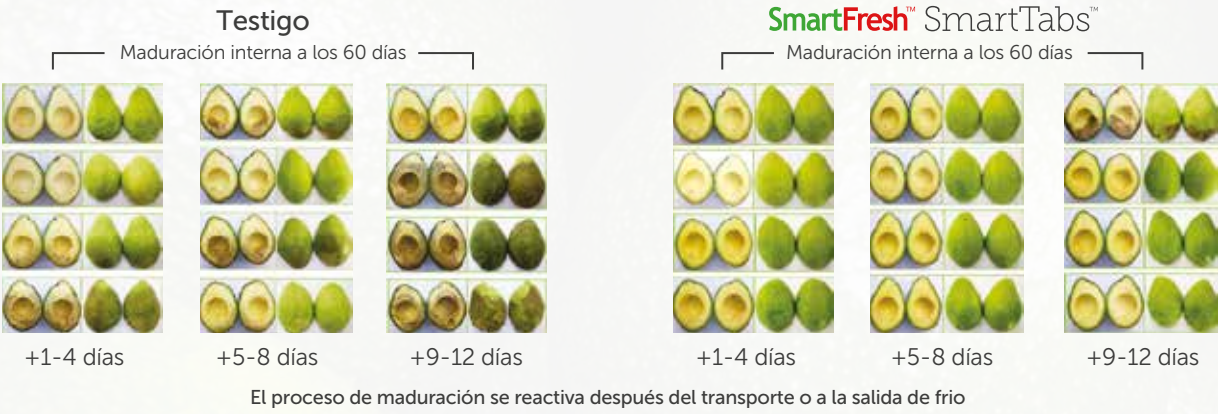 Testigo
Maduración interna a los 60 días
+1-4 días
+5-8 días
+9-12 días
SmartFresh™ SmartTabs™
Maduración interna a los 60 días
+1-4 días
+5-8 días
+9-12 días
El proceso de maduración se reactiva después del transporte o a la salida de frio